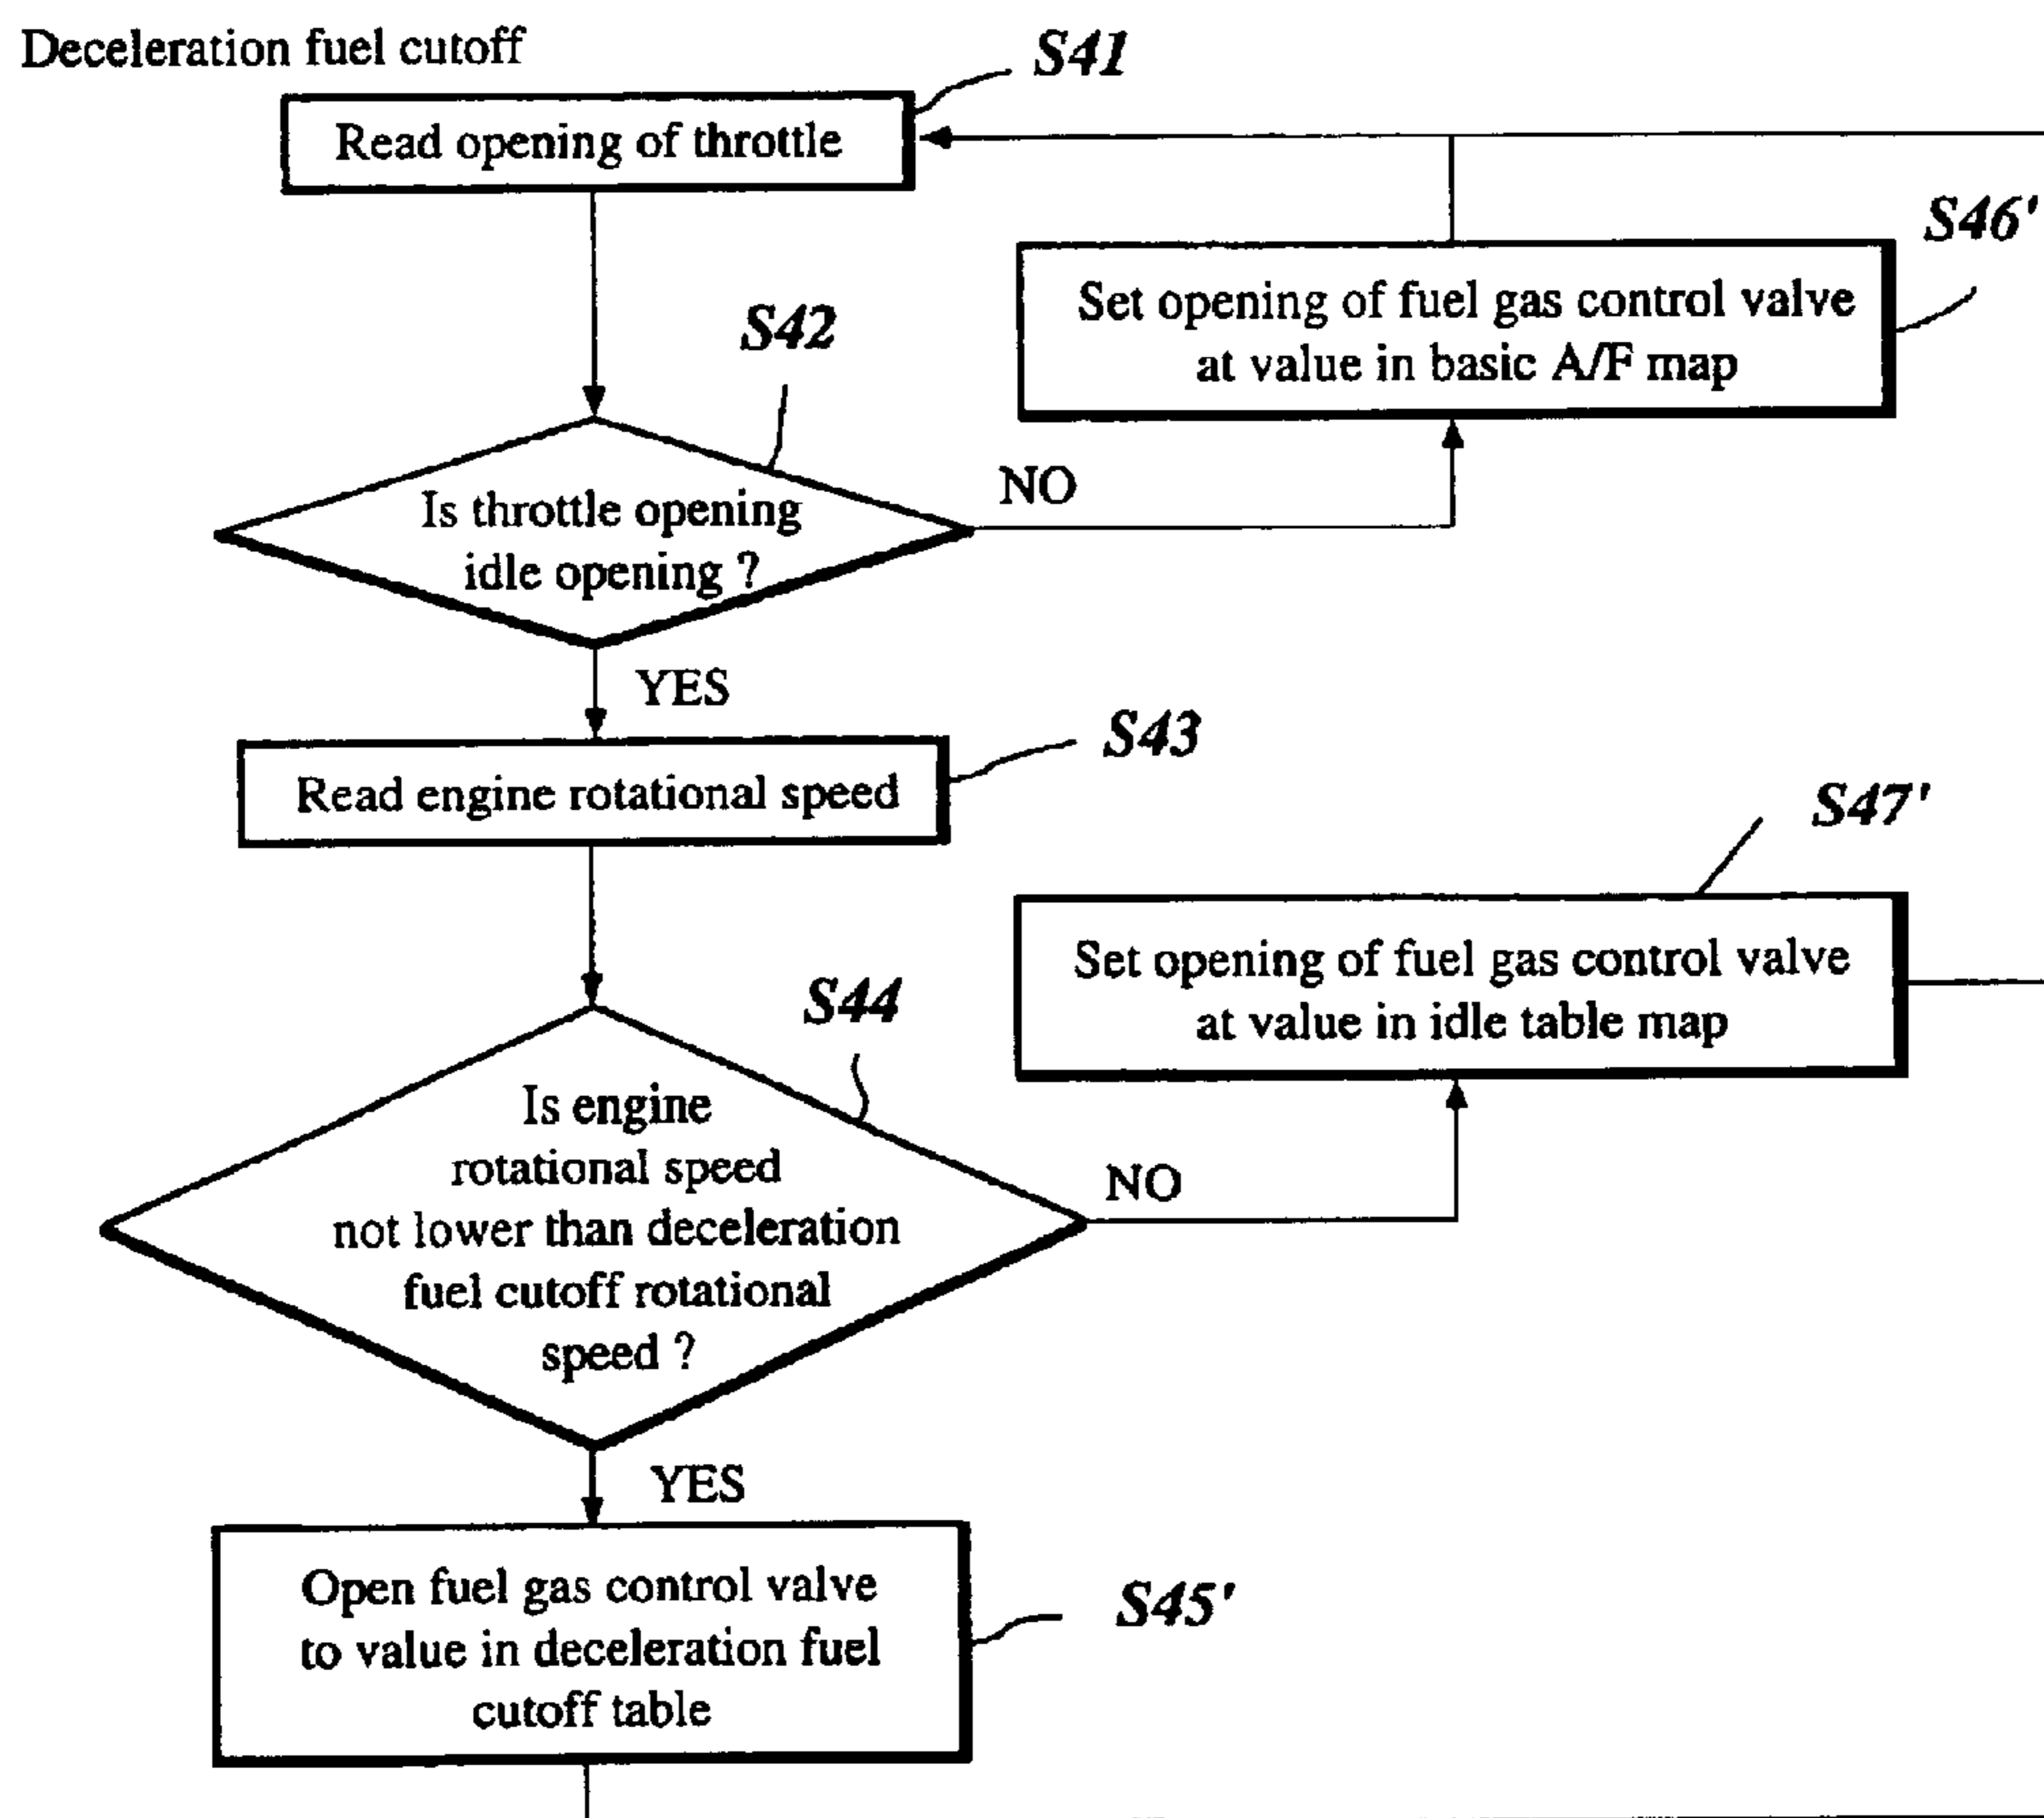 Deceleration fuel cutoff
S41
Read opening of throttle
S46'
Set opening of fuel gas control valve
at value in basic A/F map
S42
Is throttle opening
idle opening ?
NO
YES
S43
Read engine rotational speed
S47'
Set opening of fuel gas control valve
at value in idle table map
S44
Is engine
rotational speed
not lower than deceleration
fuel cutoff rotational
speed ?
NO
YES
Open fuel gas control valve
to value in deceleration fuel
cutoff table
S45'